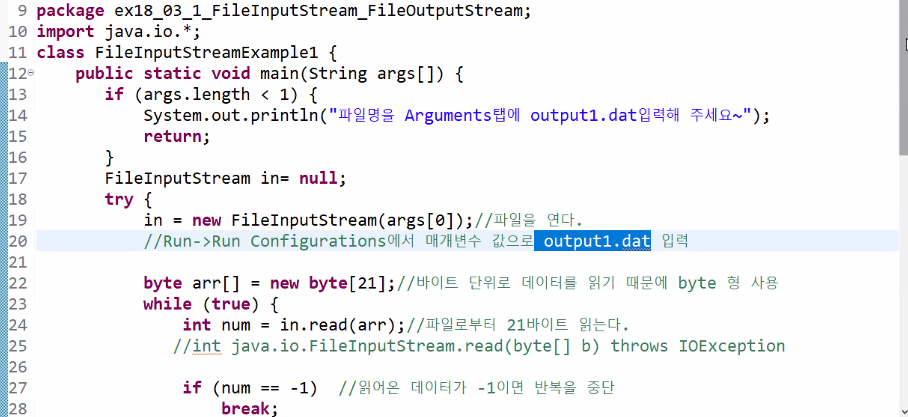 9 package ex18_03_1_FileInputStream_FileOutputStream;
10 import java.io.*;
11 class FileInputStreamExample1 {
12 public static void main(String args[]) {
13 if (args.length < 1) {
14 System.out.println("파일명을 Arguments탭에 output1.dat입력해 주세요~");
15 return;
16 }
17 FileInputStream in= null;
18 try {
19 in = new FileInputStream(args[0]);//파일을 연다.
20 //Run->Run Configurations에서 매개변수 값으로 output1.dat 입력
21
22 byte arr[] = new byte[21];//바이트 단위로 데이터를 읽기 때문에 byte 형 사용
23 while (true) {
24 int num = in.read(arr);//파일로부터 21바이트 읽는다.
25 //int java.io.FileInputStream.read(byte[] b) throws IOException
26
27 if (num == -1) //읽어온 데이터가 -1이면 반복을 중단
28 break;